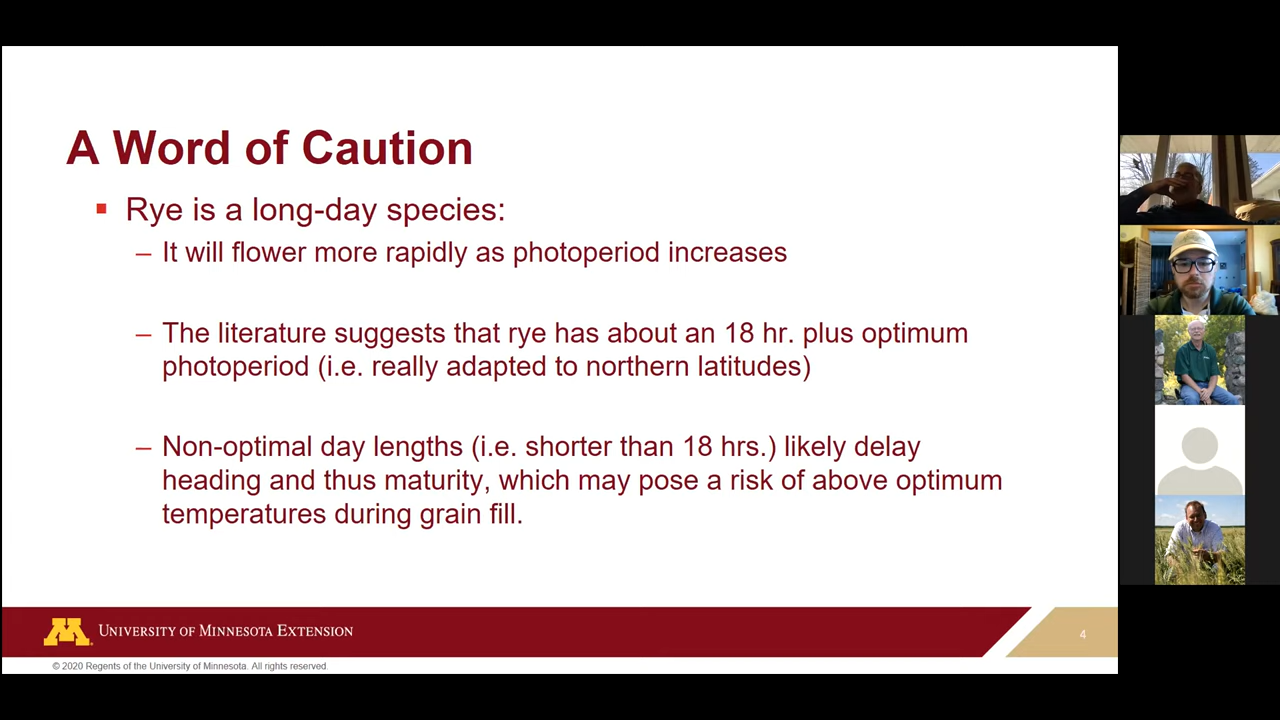 A Word of Caution
▪ Rye is a long-day species:
– It will flower more rapidly as photoperiod increases
– The literature suggests that rye has about an 18 hr. plus optimum
photoperiod (i.e. really adapted to northern latitudes)
– Non-optimal day lengths (i.e. shorter than 18 hrs.) likely delay
heading and thus maturity, which may pose a risk of above optimum
temperatures during grain fill.
M University of Minnesota Extension
4
© 2020 Regents of the University of Minnesota. All rights reserved.